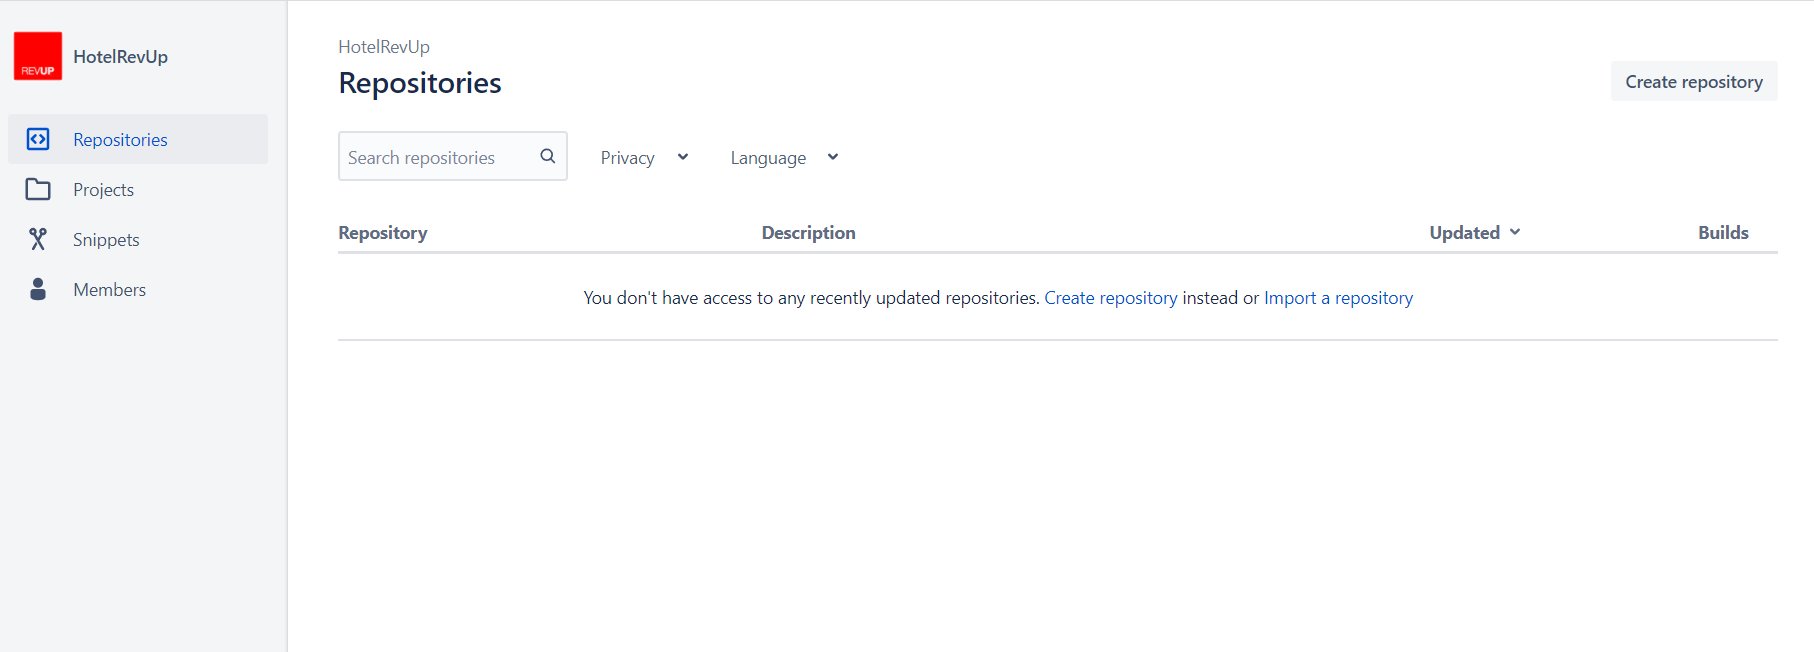 REVUP
HotelRevUp
Repositories
Projects
Snippets
Members
HotelRevUp
Repositories
Create repository
Search repositories
Privacy
Language
Repository Description Updated Builds
You don't have access to any recently updated repositories. Create repository instead or Import a repository